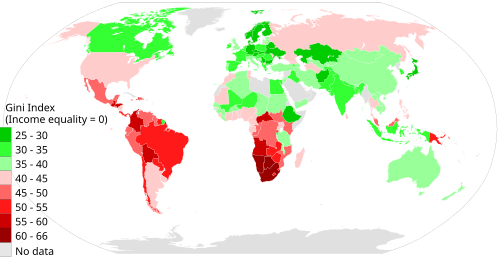 Gini Index
(Income equality = 0)
25 - 30
30 - 35
35 - 40
40 - 45
45 - 50
50 - 55
55 - 60
60 - 66
No data